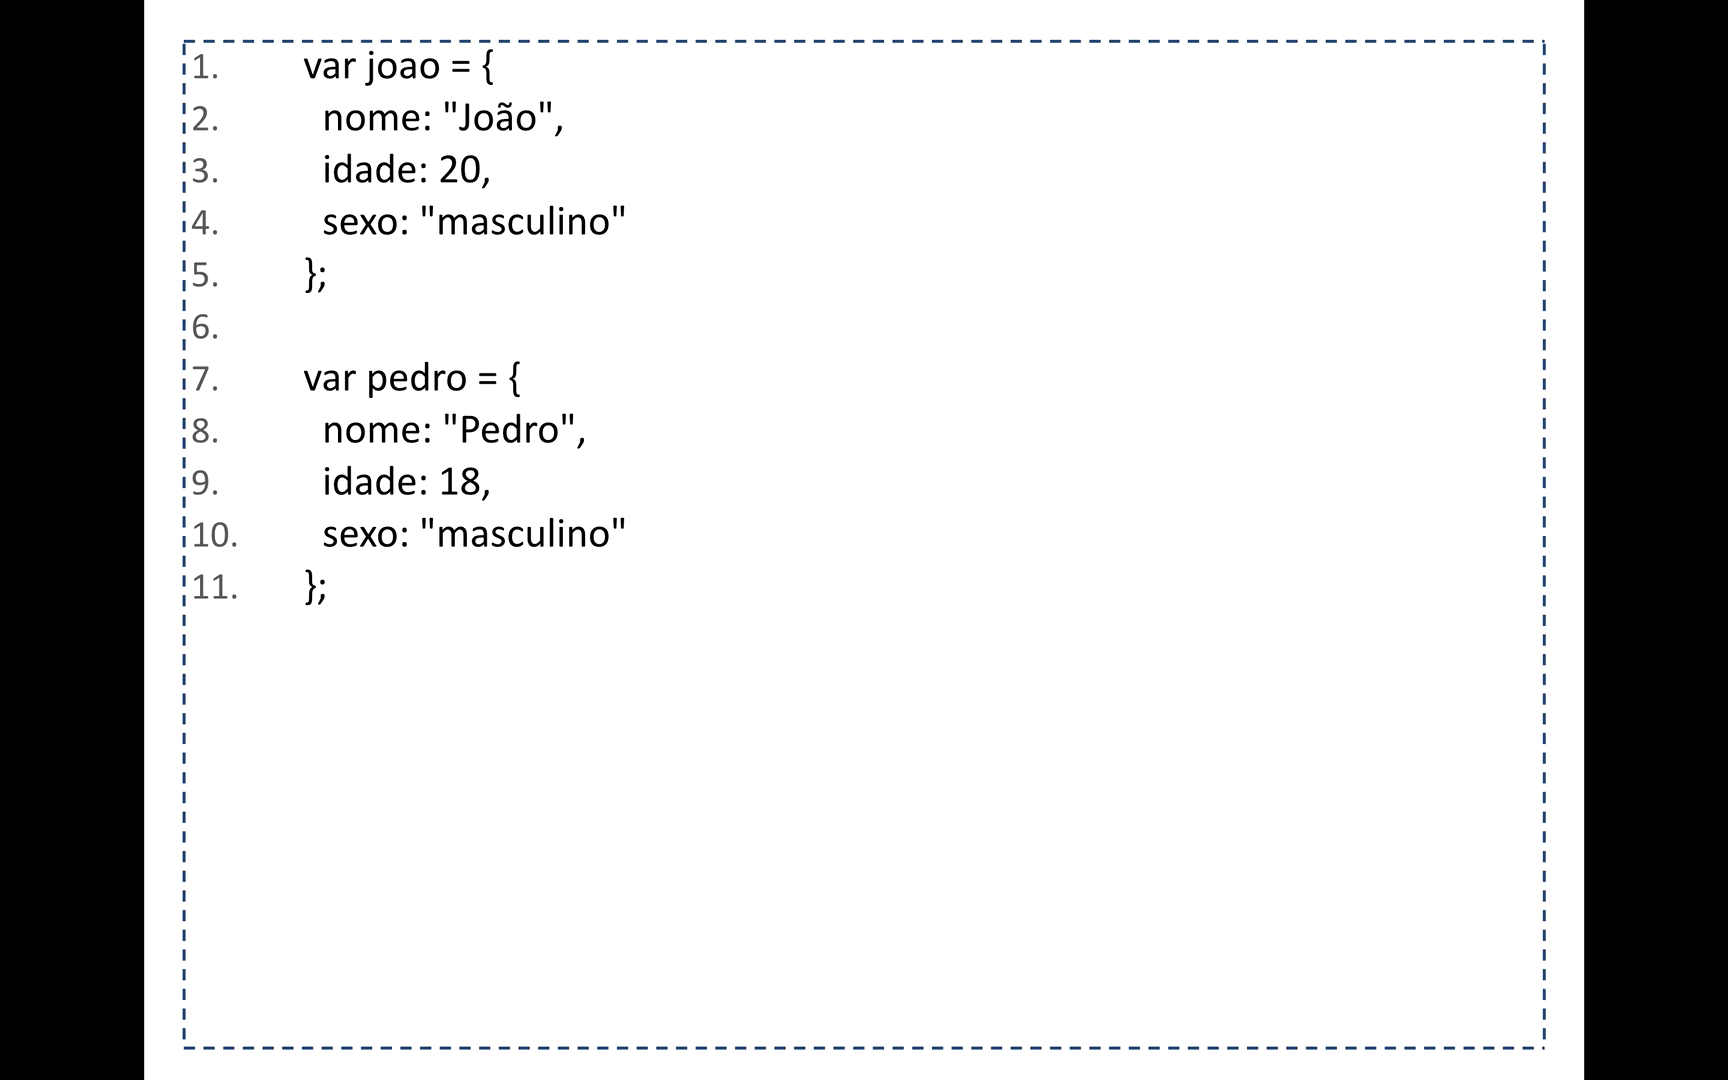 1. var joao = {
2. nome: "João",
3. idade: 20,
4. sexo: "masculino"
5. };
6.
7. var pedro = {
8. nome: "Pedro",
9. idade: 18,
10. sexo: "masculino"
11. };